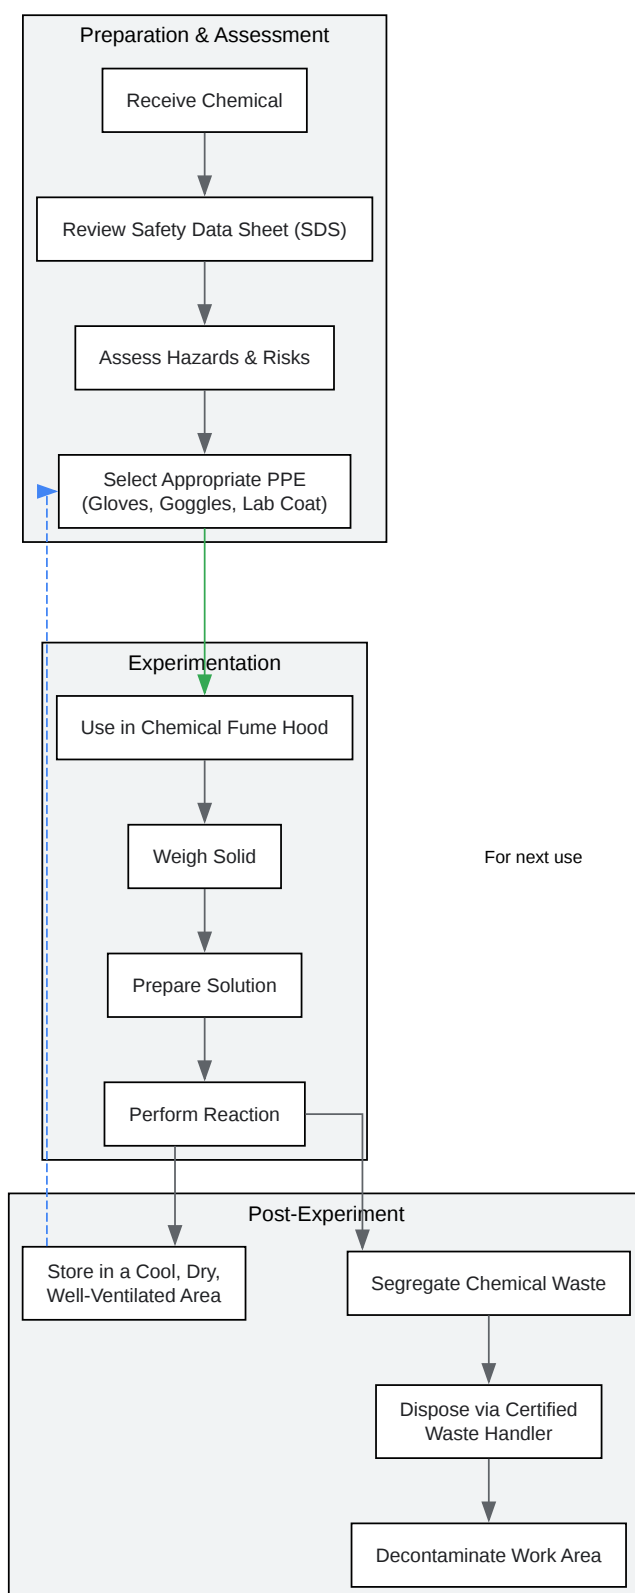 Preparation & Assessment
Receive Chemical
Review Safety Data Sheet (SDS)
Assess Hazards & Risks
Select Appropriate PPE
(Gloves, Goggles, Lab Coat)
Experimentation
Use in Chemical Fume Hood
Weigh Solid
For next use
Prepare Solution
Perform Reaction
Post-Experiment
Store in a Cool, Dry,
Well-Ventilated Area
Segregate Chemical Waste
Dispose via Certified
Waste Handler
Decontaminate Work Area